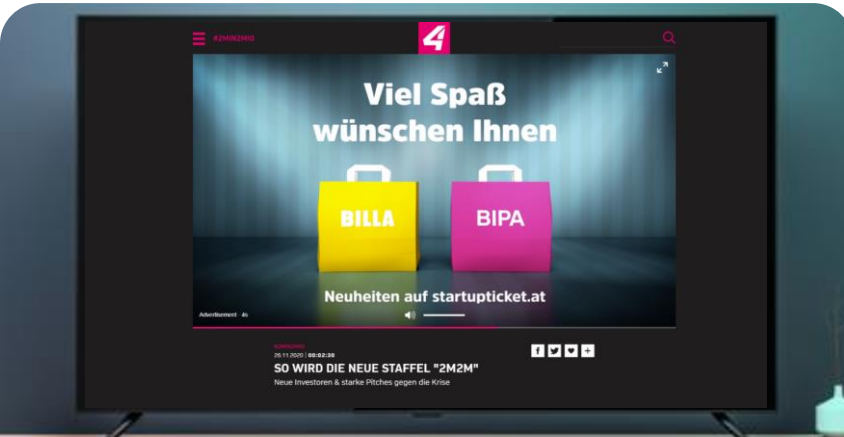 #2MIN2MIO
4
Viel Spaß
wünschen Ihnen
BILLA
BIPA
Neuheiten auf startupticket.at
Advertisement · 4s
#2MIN2MIO
26.11.2020 | 00:02:30
SO WIRD DIE NEUE STAFFEL "2M2M"
Neue Investoren & starke Pitches gegen die Krise